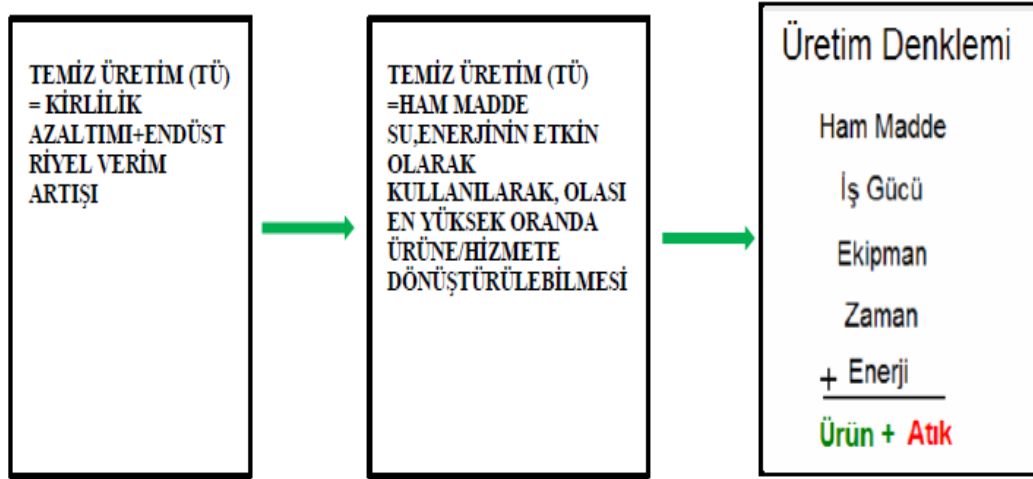 TEMİZ ÜRETİM (TÜ)
= KİRLİLİK
AZALTIMI+ENDÜST
RİYEL VERİM
ARTIŞI
TEMİZ ÜRETİM (TÜ)
=HAM MADDE
SU,ENERJİNİN ETKİN
OLARAK
KULLANILARAK, OLASI
EN YÜKSEK ORANDA
ÜRÜNE/HİZMETE
DÖNÜŞTÜRÜLEBİLMESİ
Üretim Denklemi
Ham Madde
İş Gücü
Ekipman
Zaman
+ Enerji
Ürün + Atık